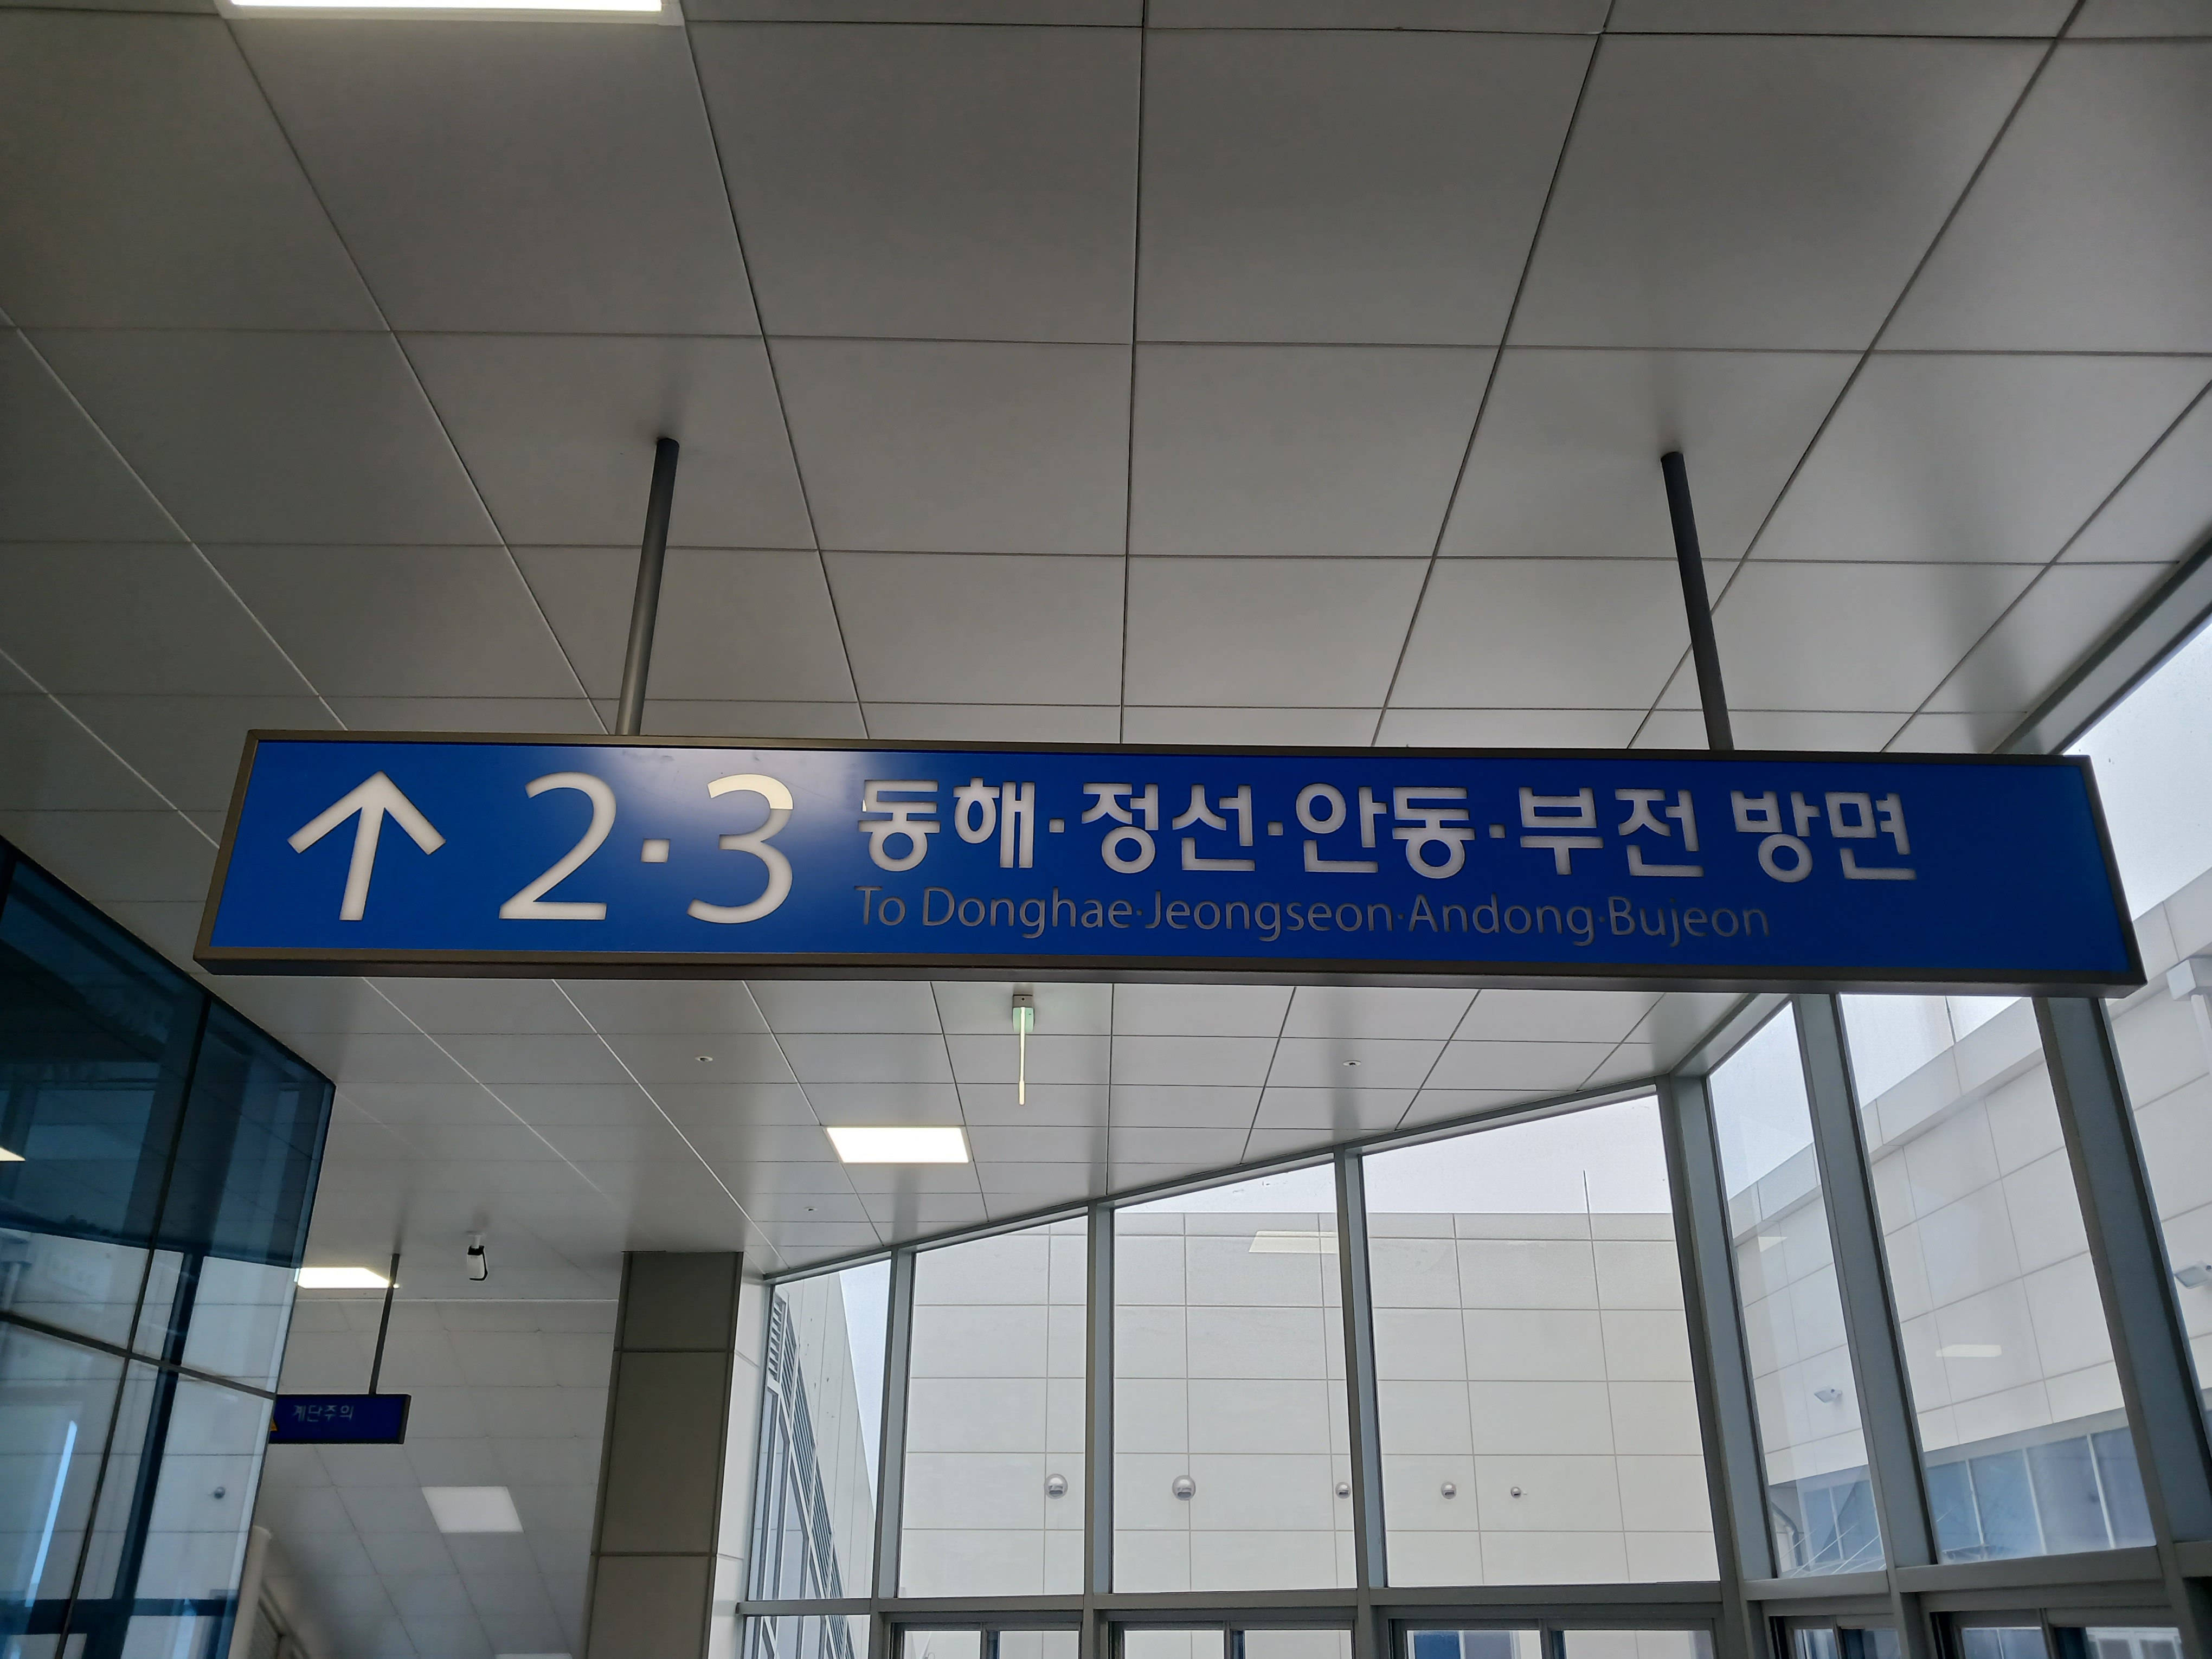 ↑ 2·3 동해·정선·안동·부전 방면
To Donghae·Jeongseon·Andong·Bujeon
계단주의